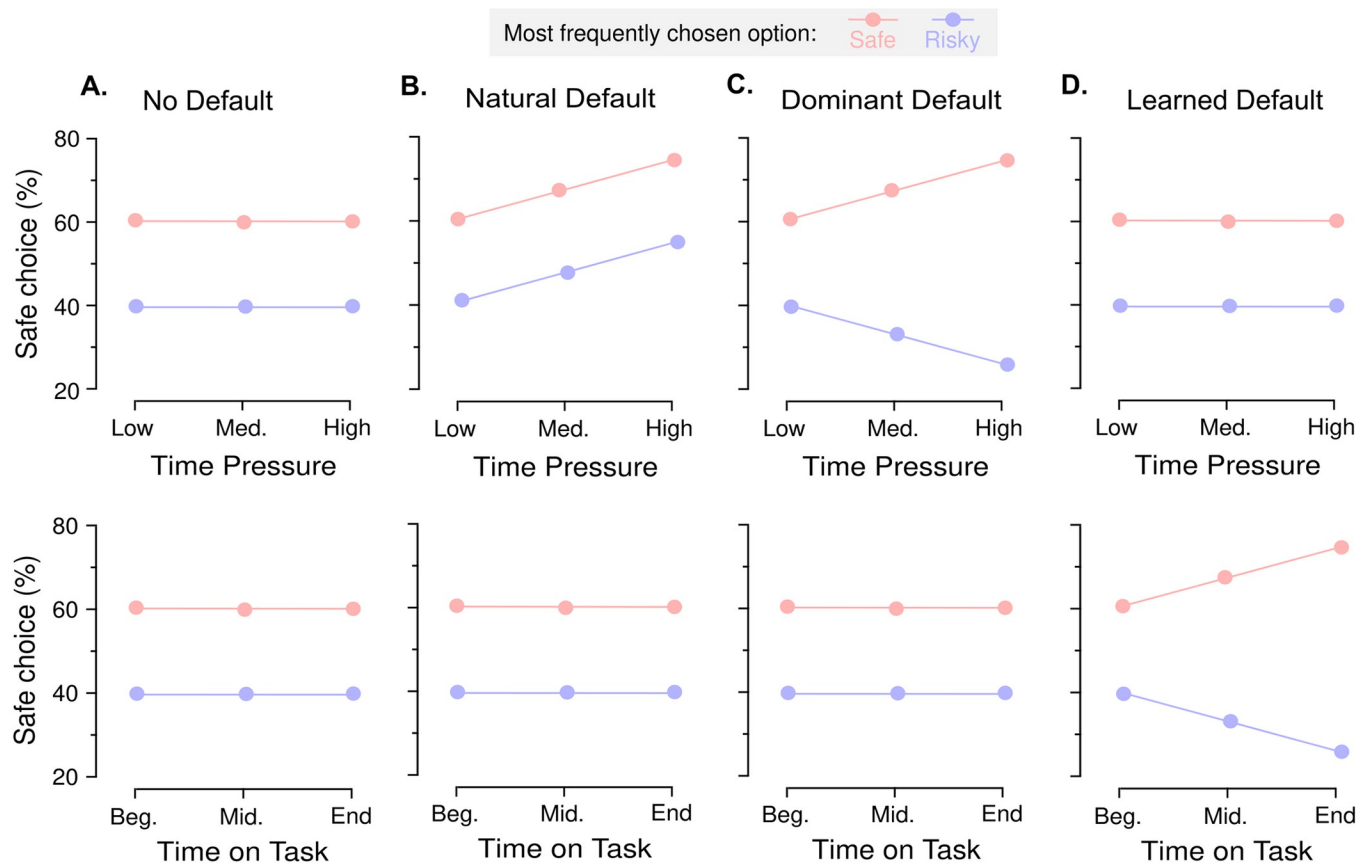 Most frequently chosen option: Safe Risky
A. No Default
B. Natural Default
C. Dominant Default
D. Learned Default
Safe choice (%)
80
60
40
20
Low Med. High
Time Pressure
Low Med. High
Time Pressure
Low Med. High
Time Pressure
Low Med. High
Time Pressure
Safe choice (%)
80
60
40
20
Beg. Mid. End
Time on Task
Beg. Mid. End
Time on Task
Beg. Mid. End
Time on Task
Beg. Mid. End
Time on Task